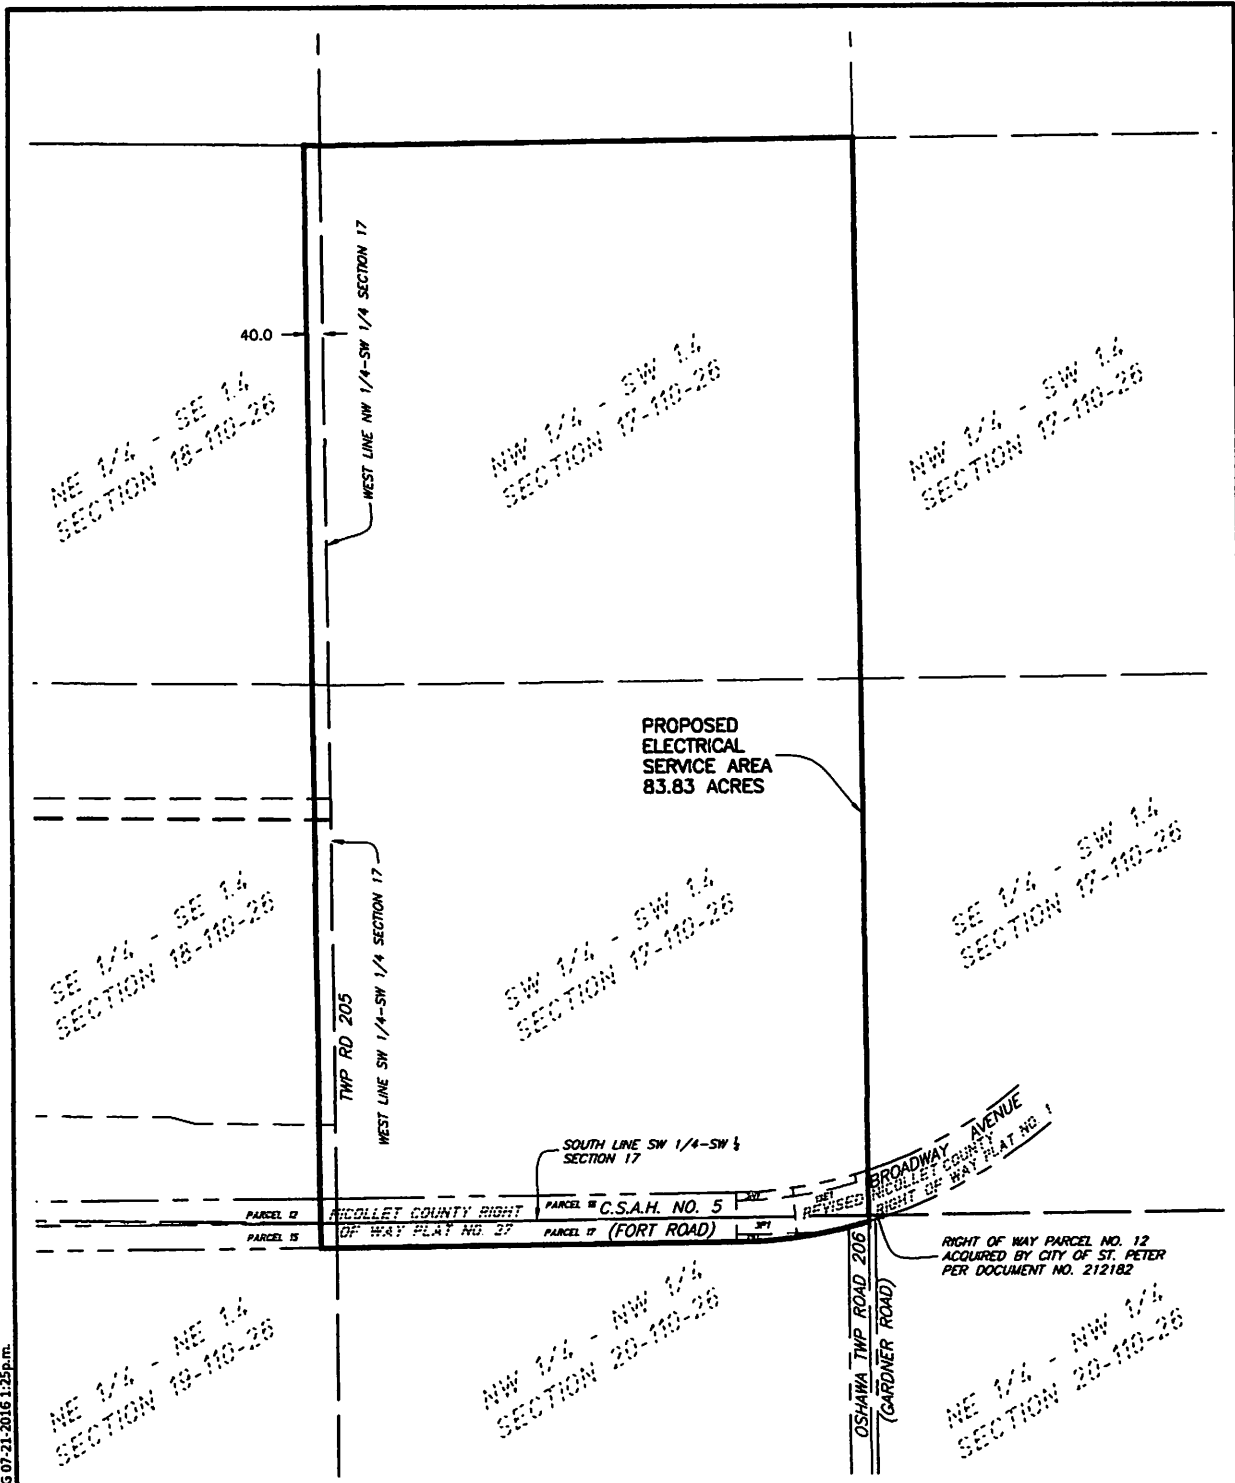 40.0
WEST LINE NW 1/4-SW 1/4 SECTION 17
NE 1/4 - SE 1.4
SECTION 18-110-26
NW 1/4 - SW 1.4
SECTION 17-110-26
NW 1/4 - SW 1.4
SECTION 17-110-26
PROPOSED
ELECTRICAL
SERVICE AREA
83.83 ACRES
SE 1/4 - SE 1.4
SECTION 18-110-26
TWP RD 205
WEST LINE SW 1/4-SW 1/4 SECTION 17
SW 1/4 - SW 1.4
SECTION 17-110-26
SE 1/4 - SW 1.4
SECTION 17-110-26
SOUTH LINE SW 1/4-SW
SECTION 17
BROADWAY AVENUE
REVISED NICOLLET COUNTY
RIGHT OF WAY PLAT NO. 1
PARCEL 12
NICOLLET COUNTY RIGHT
OF WAY PLAT NO. 27
PARCEL 15
PARCEL
C.S.A.H. NO. 5
PARCEL 17
(FORT ROAD)
RIGHT OF WAY PARCEL NO. 12
ACQUIRED BY CITY OF ST. PETER
PER DOCUMENT NO. 212182
OSHAWA TWP ROAD 206
(GARDNER ROAD)
NE 1/4 - NE 1.4
SECTION 19-110-26
NW 1/4 - NW 1/4
SECTION 20-110-26
NE 1/4 - NW 1/4
SECTION 20-110-26
07-21-2016 1:25p.m.